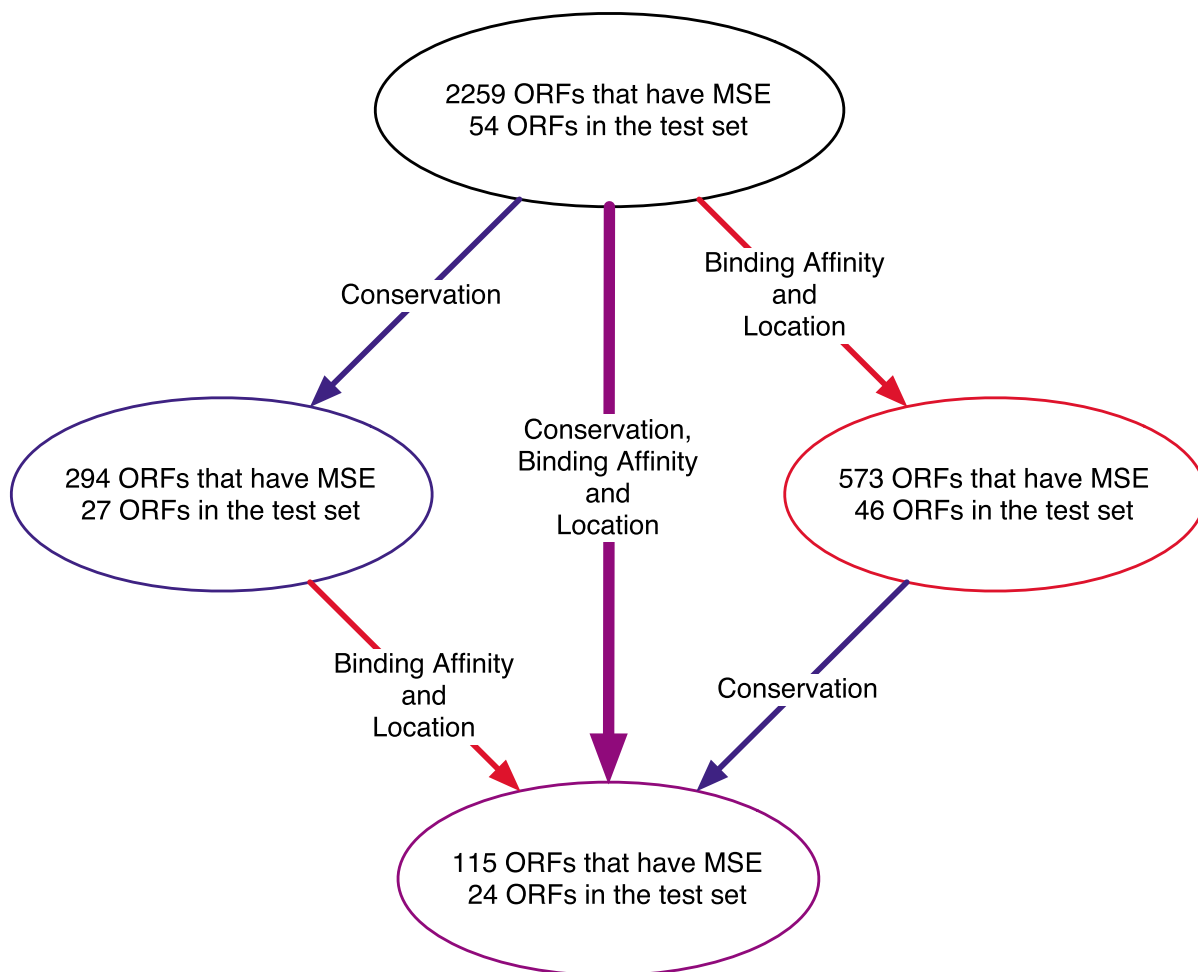 2259 ORFs that have MSE
54 ORFs in the test set
Conservation
Binding Affinity
and
Location
Conservation,
Binding Affinity
and
Location
294 ORFs that have MSE
27 ORFs in the test set
573 ORFs that have MSE
46 ORFs in the test set
Binding Affinity
and
Location
Conservation
115 ORFs that have MSE
24 ORFs in the test set